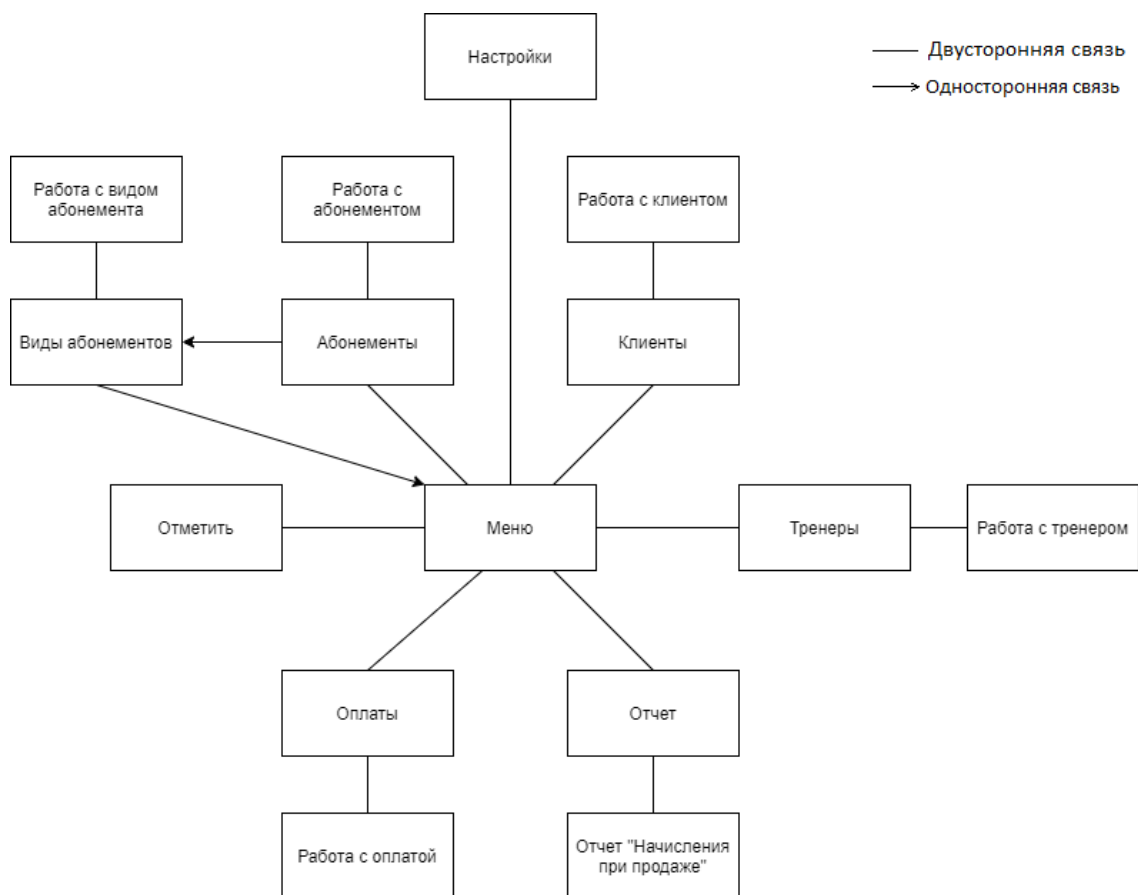 Настройки
Двусторонняя связь
Односторонняя связь
Работа с видом
абонемента
Работа с
абонементом
Работа с клиентом
Виды абонементов
Абонементы
Клиенты
Отметить
Меню
Тренеры
Работа с тренером
Оплаты
Отчет
Работа с оплатой
Отчет "Начисления
при продаже"